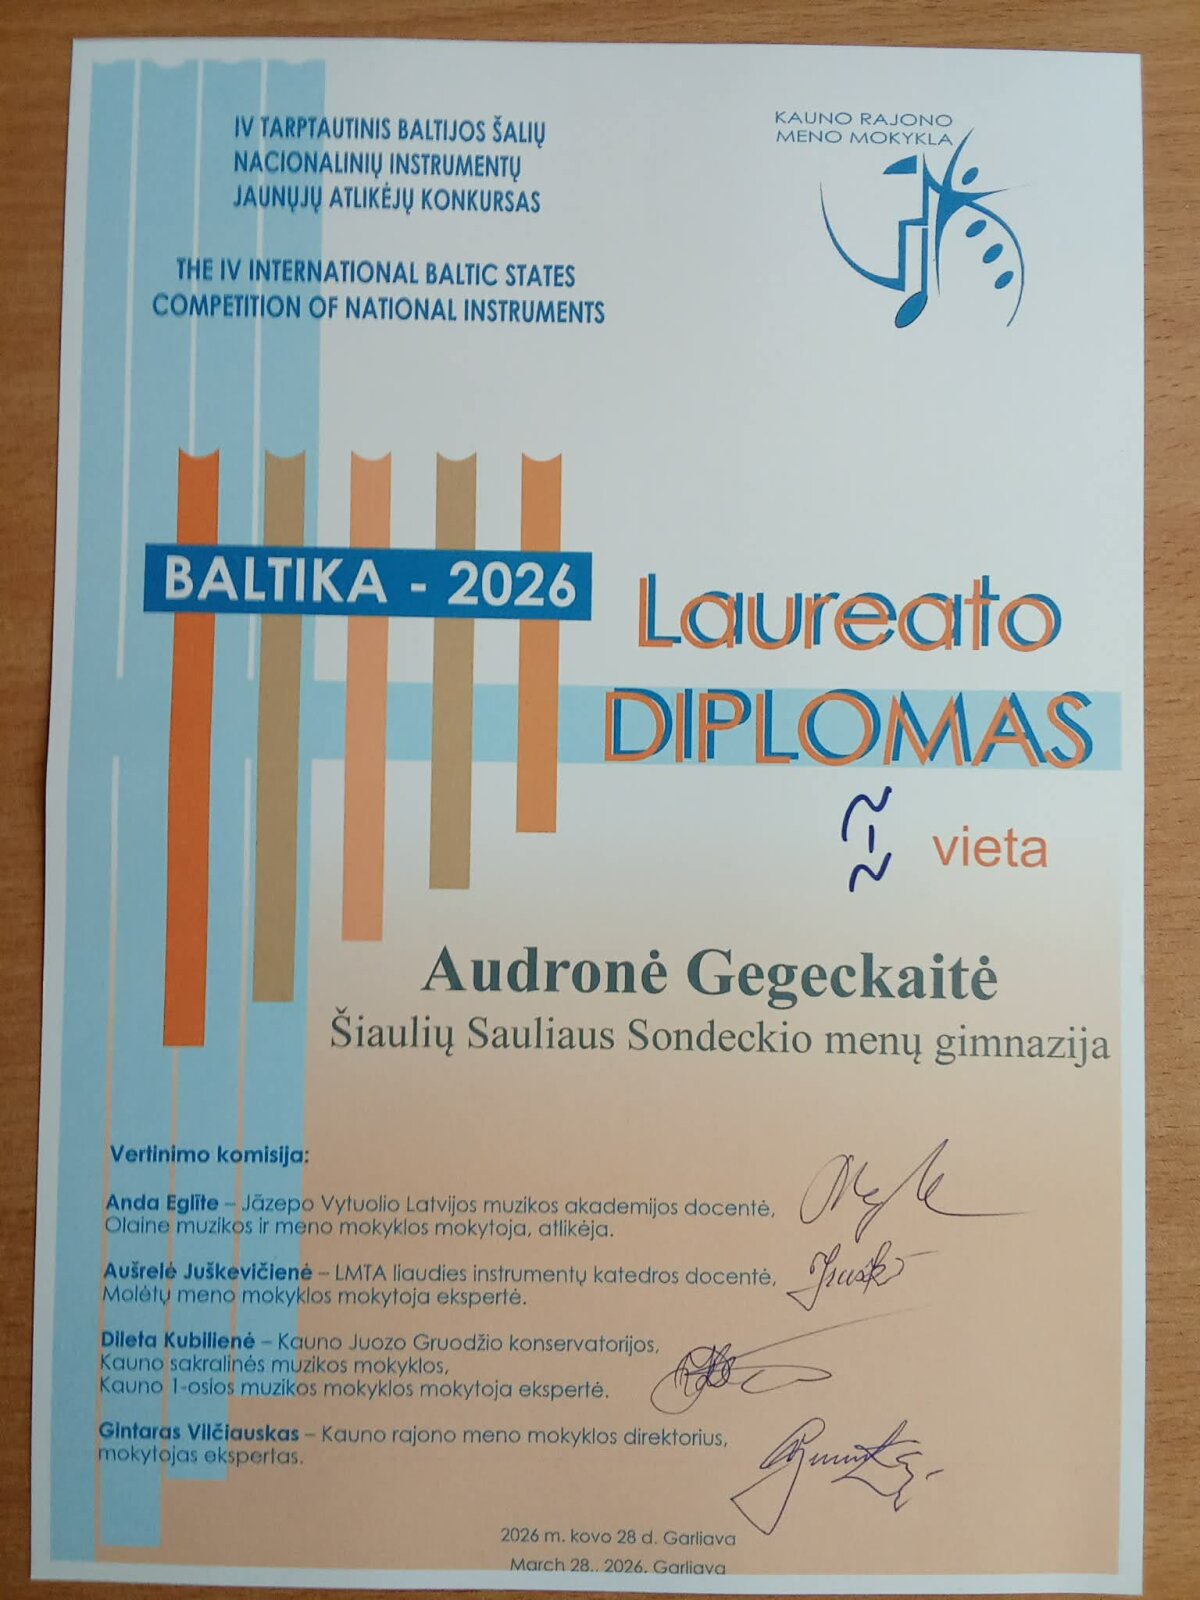 IV TARPTAUTINIS BALTIJOS ŠALIŲ
NACIONALINIŲ INSTRUMENTŲ
JAUNŲJŲ ATLIKĖJŲ KONKURSAS
THE IV INTERNATIONAL BALTIC STATES
COMPETITION OF NATIONAL INSTRUMENTS
KAUNO RAJONO
MENO MOKYKLA
BALTIKA - 2026
Laureato
DIPLOMAS
I vieta
Audronė Gegeckaitė
Šiaulių Sauliaus Sondeckio menų gimnazija
Vertinimo komisija:
Anda Eglīte – Jāzepo Vytuolio Latvijos muzikos akademijos docentė,
Olaine muzikos ir meno mokyklos mokytoja, atlikėja.
Aušrelė Juškevičienė – LMTA liaudies instrumentų katedros docentė,
Molėtų meno mokyklos mokytoja ekspertė.
Dileta Kubilienė – Kauno Juozo Gruodžio konservatorijos,
Kauno sakralinės muzikos mokyklos,
Kauno 1-osios muzikos mokyklos mokytoja ekspertė.
Gintaras Vilčiauskas – Kauno rajono meno mokyklos direktorius,
mokytojas ekspertas.
2026 m. kovo 28 d. Garliava
March 28., 2026, Garliava